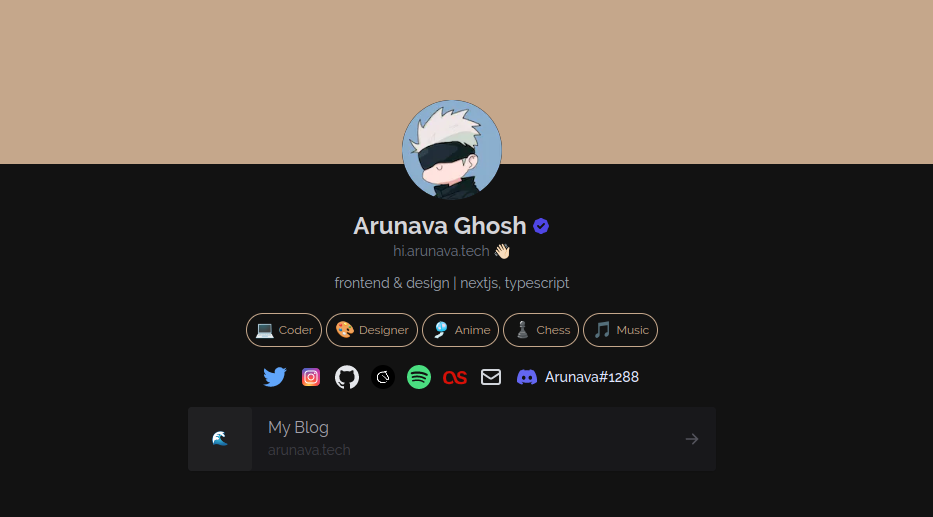 Arunava Ghosh
hi.arunava.tech 👋🏻
frontend & design | nextjs, typescript
💻 Coder 🎨 Designer 🎐 Anime ♟️ Chess 🎵 Music
Arunava#1288
My Blog
arunava.tech